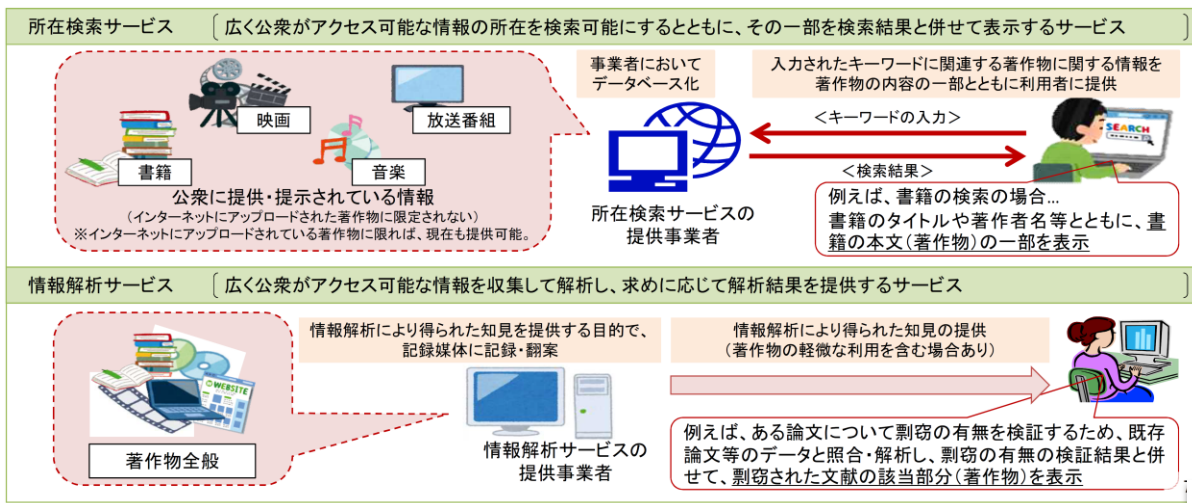 所在検索サービス
広く公衆がアクセス可能な情報の所在を検索可能にするとともに、その一部を検索結果と併せて表示するサービス
映画
放送番組
書籍
音楽
公衆に提供・提示されている情報
（インターネットにアップロードされた著作物に限定されない）
※インターネットにアップロードされている著作物に限れば、現在も提供可能。
事業者において
データベース化
所在検索サービスの
提供事業者
入力されたキーワードに関連する著作物に関する情報を
著作物の内容の一部とともに利用者に提供
＜キーワードの入力＞
＜検索結果＞
SEARCH
例えば、書籍の検索の場合…
書籍のタイトルや著作者名等とともに、書
籍の本文（著作物）の一部を表示
情報解析サービス
広く公衆がアクセス可能な情報を収集して解析し、求めに応じて解析結果を提供するサービス
WEBSITE
著作物全般
情報解析により得られた知見を提供する目的で、
記録媒体に記録・翻案
情報解析サービスの
提供事業者
情報解析により得られた知見の提供
（著作物の軽微な利用を含む場合あり）
例えば、ある論文について剽窃の有無を検証するため、既存
論文等のデータと照合・解析し、剽窃の有無の検証結果と併
せて、剽窃された文献の該当部分（著作物）を表示